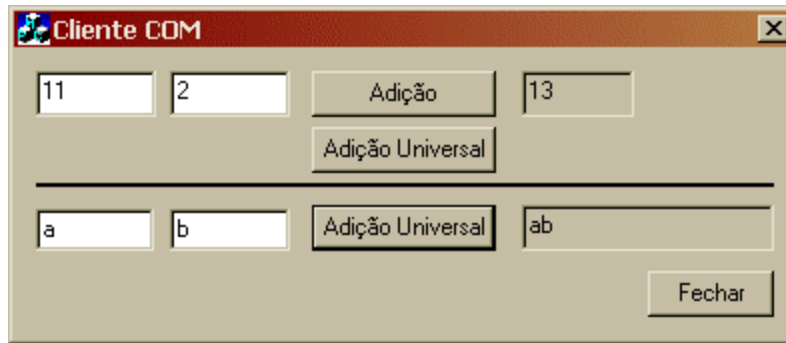 Cliente COM
11 2 Adição 13
Adição Universal
a b Adição Universal ab
Fechar